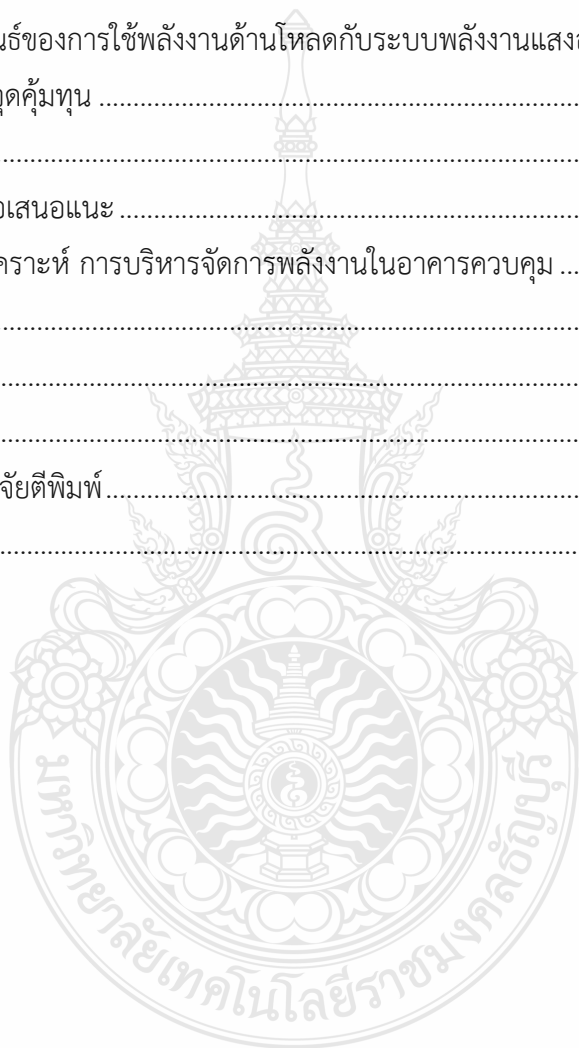 นธ์ของการใช้พลังงานด้านโหลดกับระบบพลังงานแสง
จุดคุ้มทุน ........................................................................
........................................................................
อเสนอแนะ ........................................................................
คราะห์ การบริหารจัดการพลังงานในอาคารควบคุม ....
........................................................................
........................................................................
........................................................................
จัยตีพิมพ์ ........................................................................
........................................................................
มหาวิทยาลัยเทคโนโลยีราชมงคลธัญบุรี